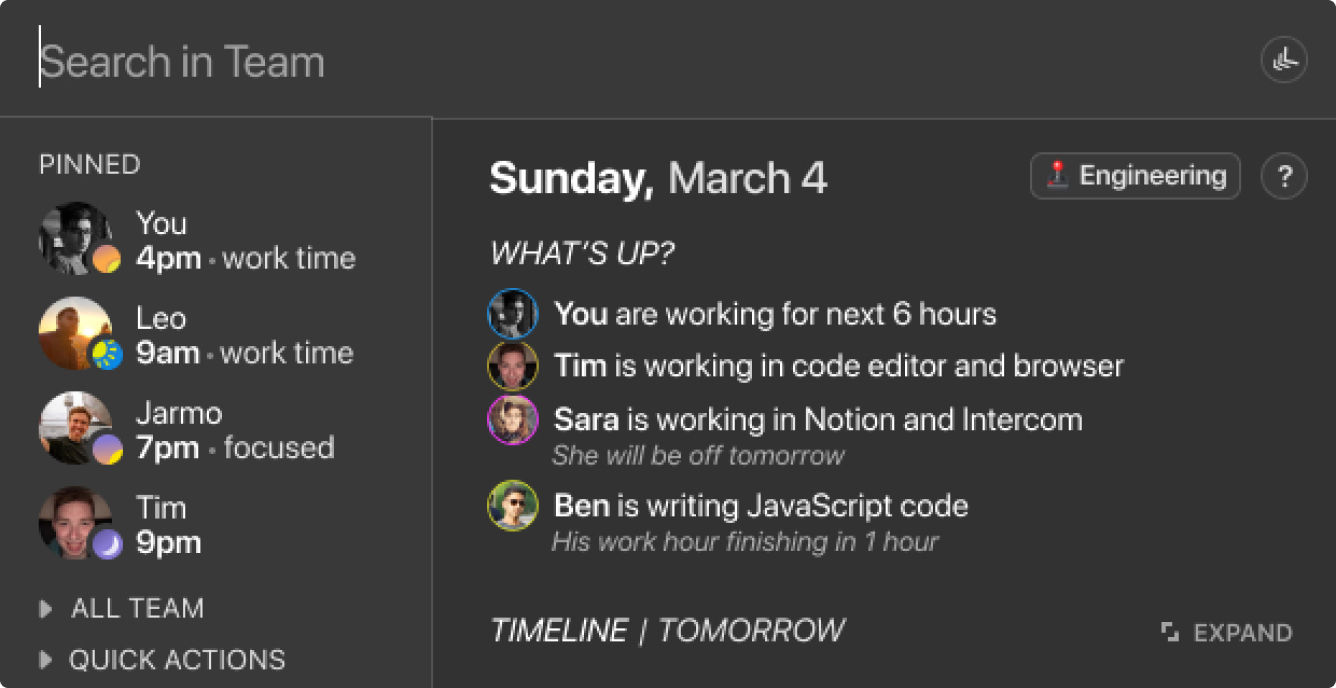 Search in Team
PINNED
You
4pm • work time
Leo
9am • work time
Jarmo
7pm • focused
Tim
9pm
ALL TEAM
QUICK ACTIONS
Sunday, March 4
Engineering
?
WHAT'S UP?
You are working for next 6 hours
Tim is working in code editor and browser
Sara is working in Notion and Intercom
She will be off tomorrow
Ben is writing JavaScript code
His work hour finishing in 1 hour
TIMELINE | TOMORROW
EXPAND